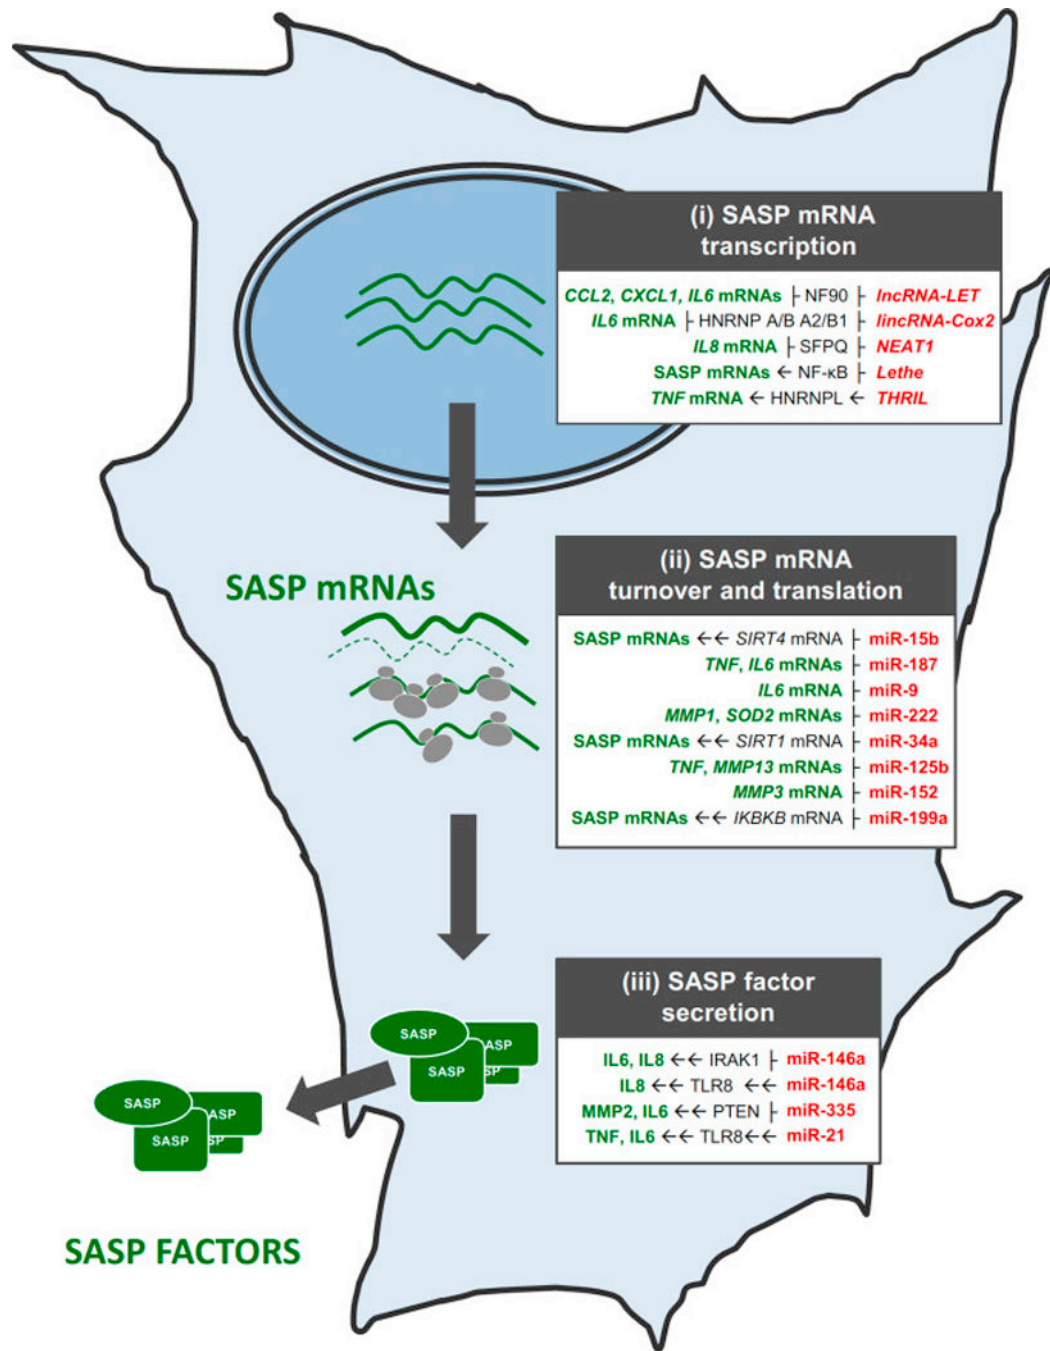 (i) SASP mRNA
transcription
CCL2, CXCL1, IL6 mRNAs ├ NF90 ├ lncRNA-LET
IL6 mRNA ├ HNRNP A/B A2/B1 ├ lincRNA-Cox2
IL8 mRNA ├ SFPQ ├ NEAT1
SASP mRNAs ← NF-κB ├ Lethe
TNF mRNA ← HNRNPL ← THRIL
SASP mRNAs
(ii) SASP mRNA
turnover and translation
SASP mRNAs ←← SIRT4 mRNA ├ miR-15b
TNF, IL6 mRNAs ├ miR-187
IL6 mRNA ├ miR-9
MMP1, SOD2 mRNAs ├ miR-222
SASP mRNAs ←← SIRT1 mRNA ├ miR-34a
TNF, MMP13 mRNAs ├ miR-125b
MMP3 mRNA ├ miR-152
SASP mRNAs ←← IKBKB mRNA ├ miR-199a
(iii) SASP factor
secretion
IL6, IL8 ←← IRAK1 ├ miR-146a
IL8 ←← TLR8 ←← miR-146a
MMP2, IL6 ←← PTEN ├ miR-335
TNF, IL6 ←← TLR8←← miR-21
SASP
ASP
SASP
SP
SASP
ASP
SASP
SP
SASP FACTORS